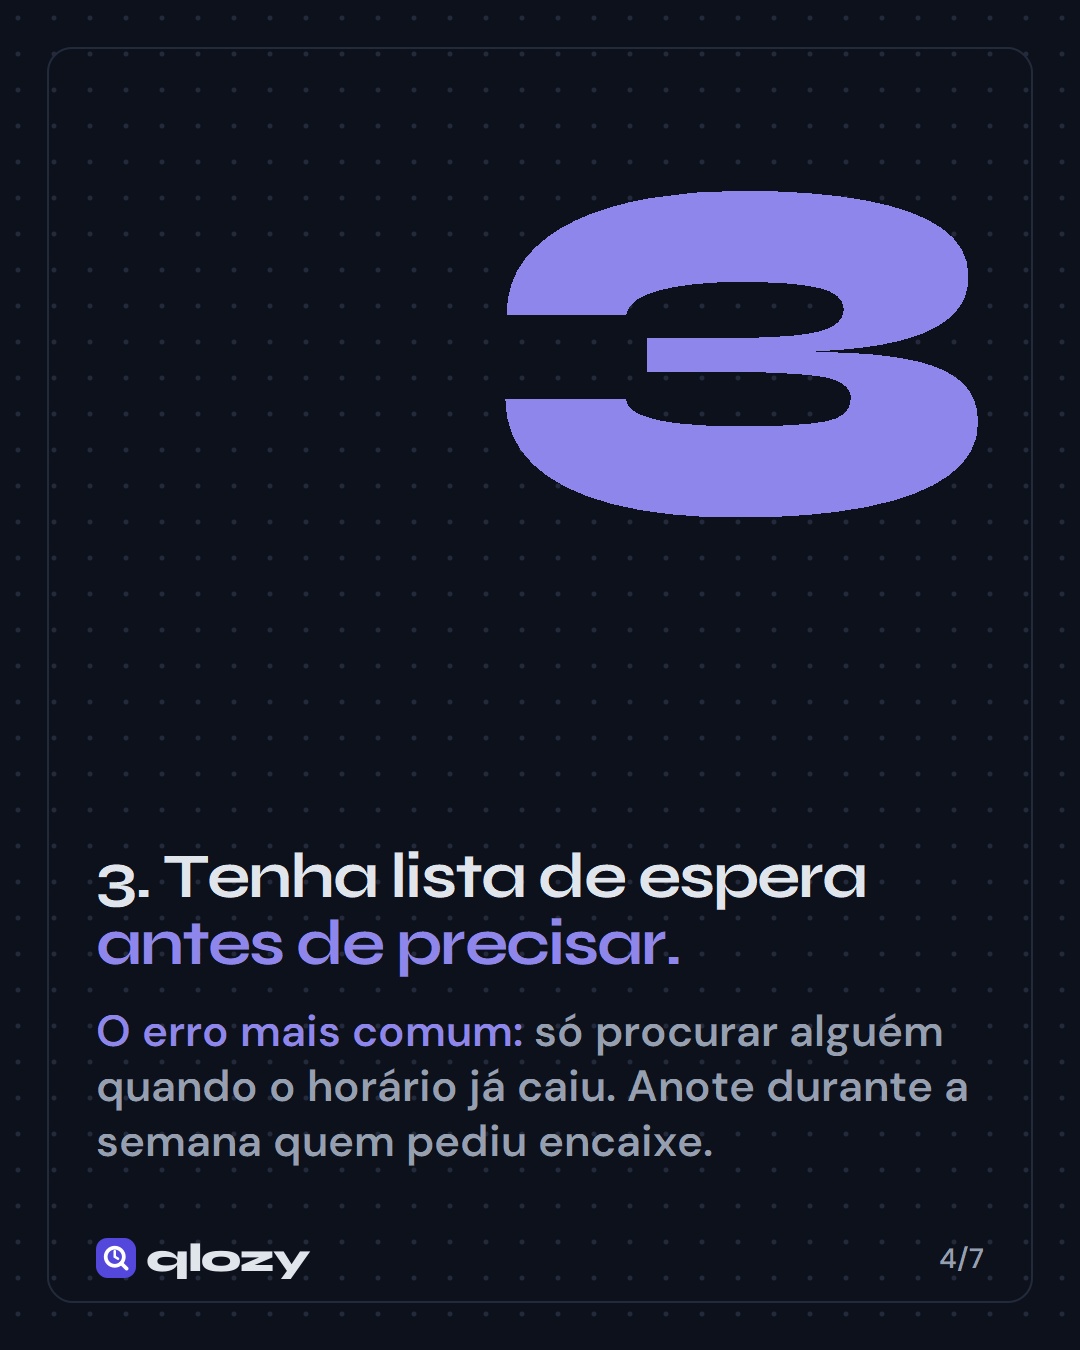 3
3. Tenha lista de espera
antes de precisar.
O erro mais comum: só procurar alguém
quando o horário já caiu. Anote durante a
semana quem pediu encaixe.
qlozy
4/7